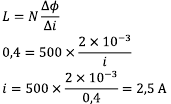 L = N Δϕ/Δi
0,4 = 500 × 2 × 10⁻³/i
i = 500 × 2 × 10⁻³/0,4 = 2,5 A